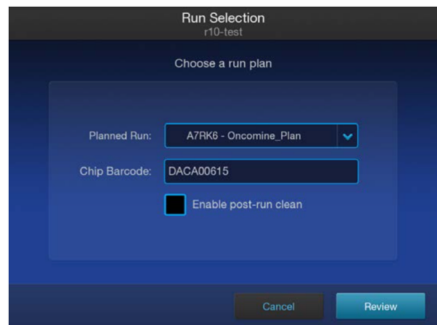 Run Selection
r10-test
Choose a run plan
Planned Run: A7RK6 - Oncomine_Plan
Chip Barcode: DACA00615
Enable post-run clean
Cancel Review